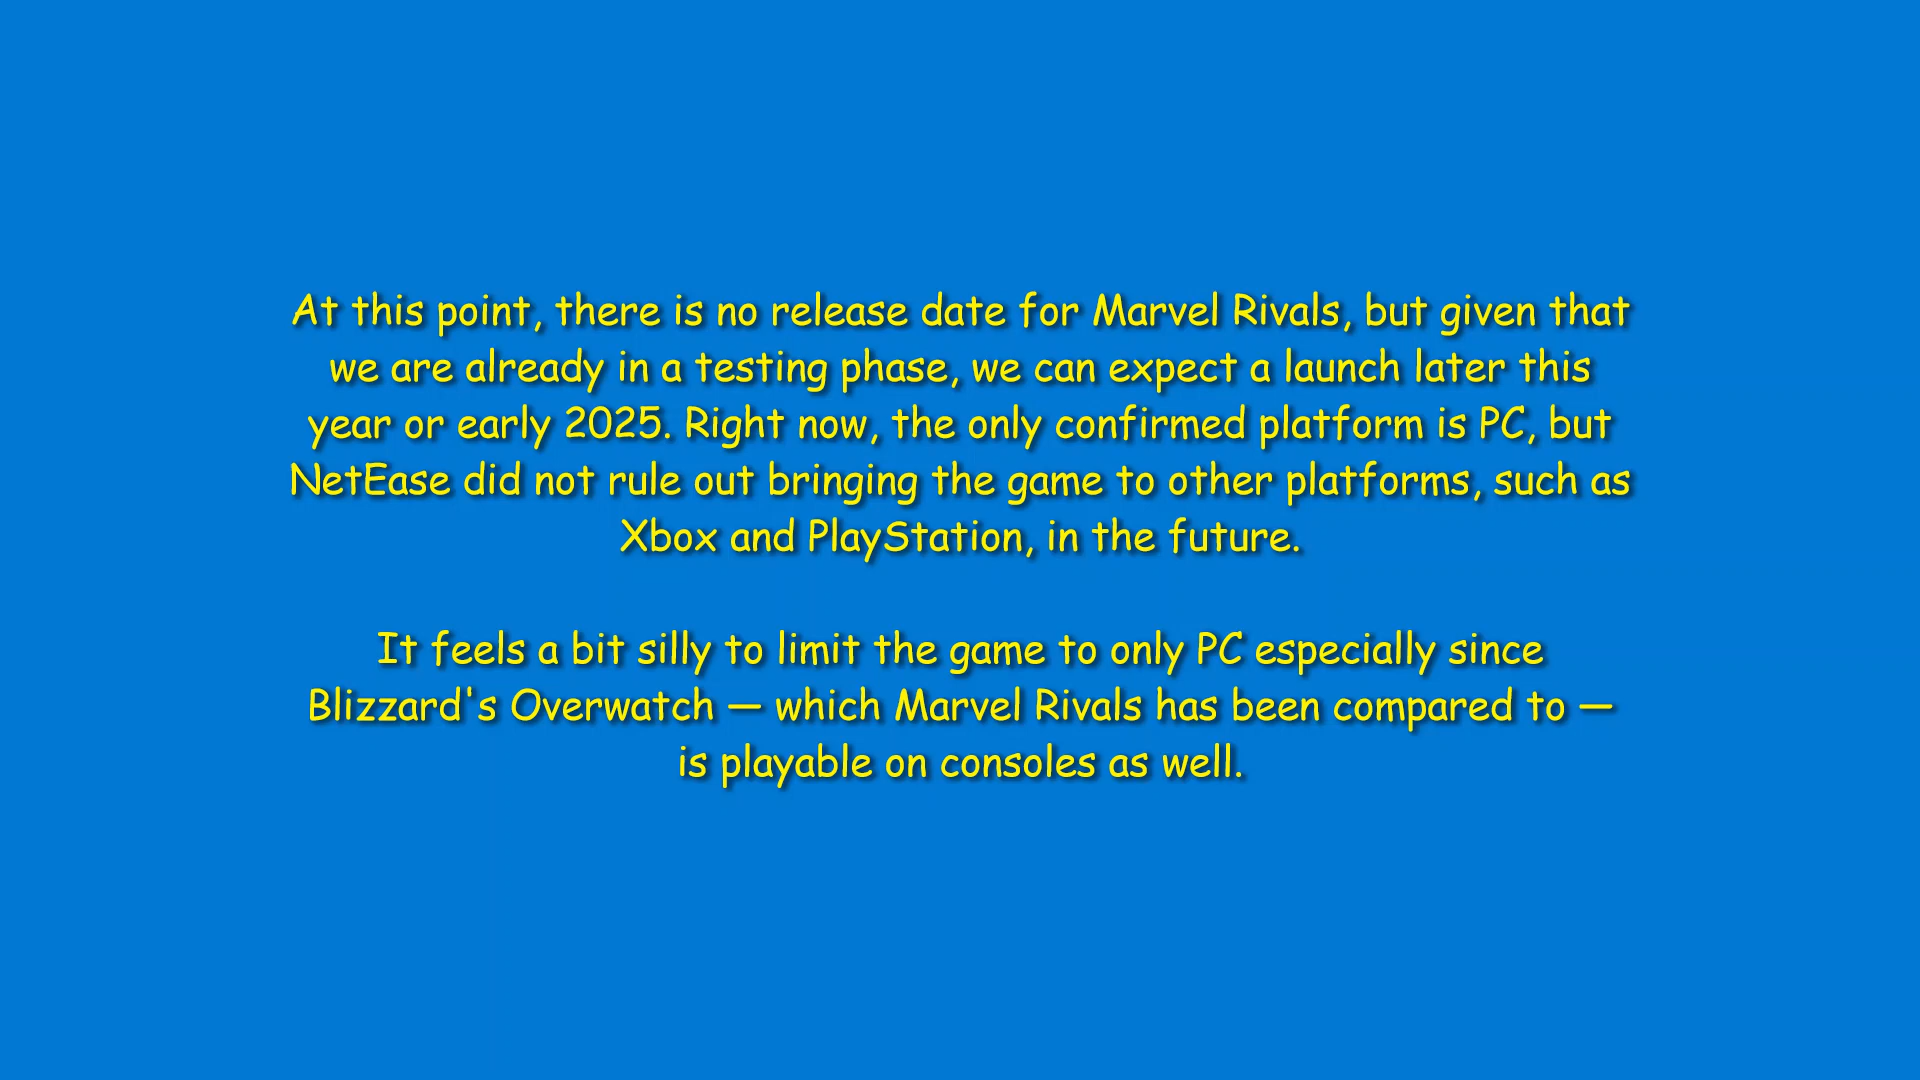 At this point, there is no release date for Marvel Rivals, but given that
we are already in a testing phase, we can expect a launch later this
year or early 2025. Right now, the only confirmed platform is PC, but
NetEase did not rule out bringing the game to other platforms, such as
Xbox and PlayStation, in the future.
It feels a bit silly to limit the game to only PC especially since
Blizzard's Overwatch — which Marvel Rivals has been compared to —
is playable on consoles as well.